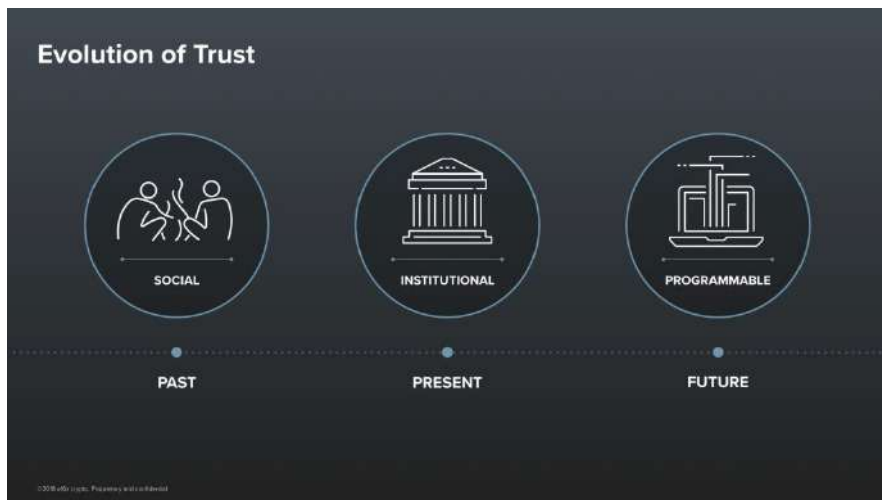 Evolution of Trust
SOCIAL
INSTITUTIONAL
PROGRAMMABLE
PAST
PRESENT
FUTURE